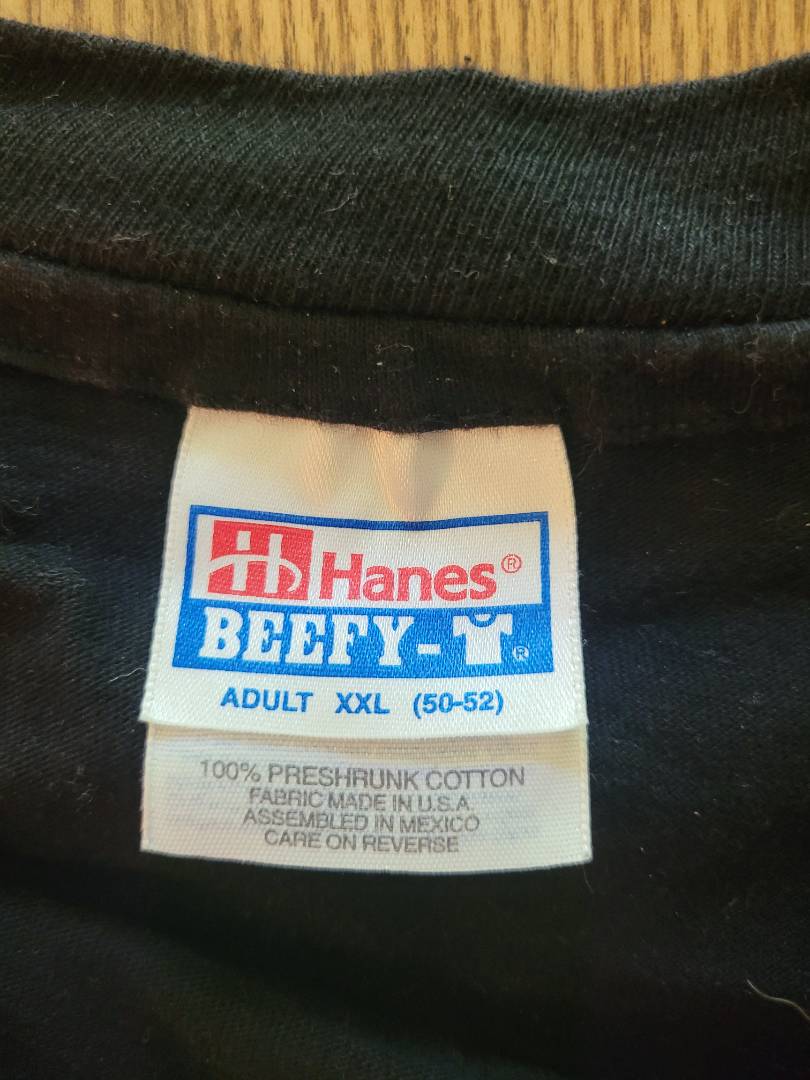 Hanes®
BEEFY-T®
ADULT XXL (50-52)
100% PRESHRUNK COTTON
FABRIC MADE IN U.S.A
ASSEMBLED IN MEXICO
CARE ON REVERSE